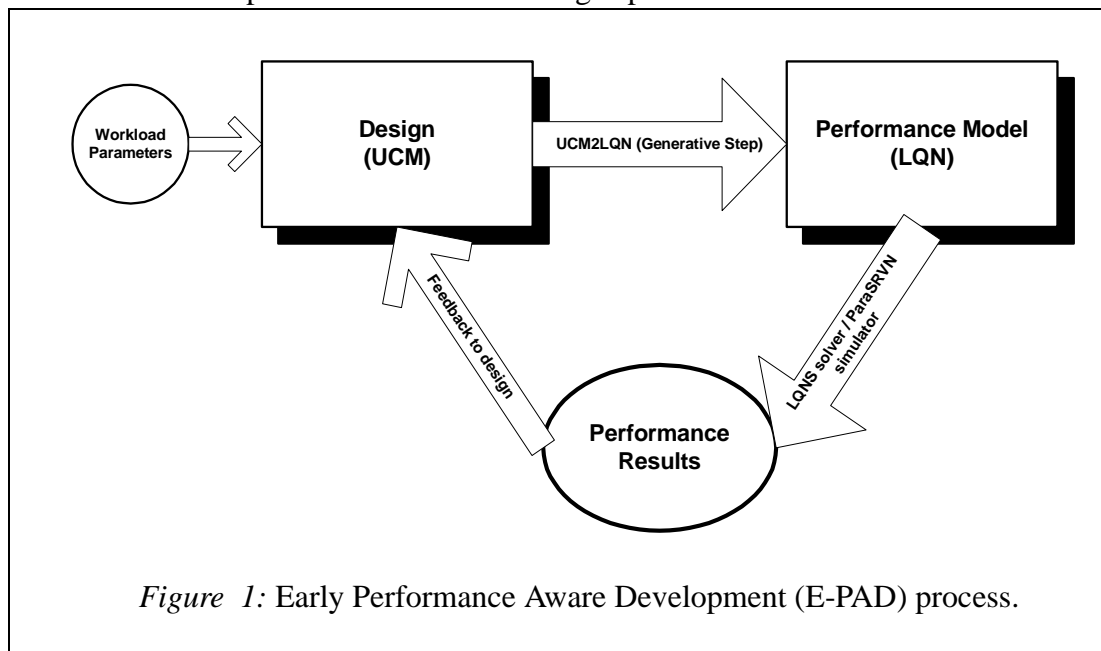 Workload
Parameters
Design
(UCM)
UCM2LQN (Generative Step)
Performance Model
(LQN)
Feedback to design
LQNS solver / ParaSRVN
simulator
Performance
Results
Figure 1: Early Performance Aware Development (E-PAD) process.